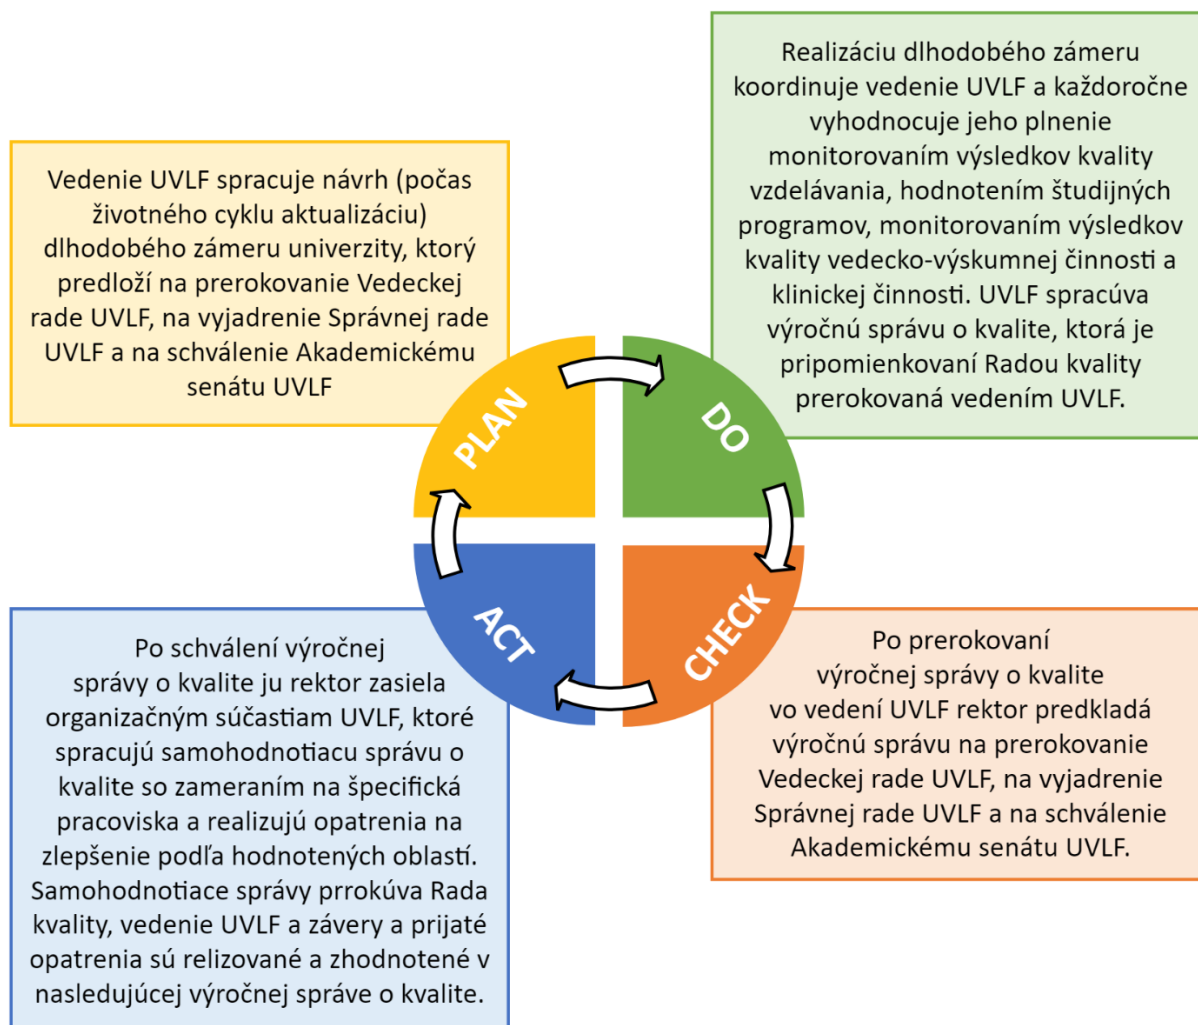 Vedenie UVLF spracuje návrh (počas
životného cyklu aktualizáciu)
dlhodobého zámeru univerzity, ktorý
predloží na prerokovanie Vedeckej
rade UVLF, na vyjadrenie Správnej rade
UVLF a na schválenie Akademickému
senátu UVLF
Realizáciu dlhodobého zámeru
koordinuje vedenie UVLF a každoročne
vyhodnocuje jeho plnenie
monitorovaním výsledkov kvality
vzdelávania, hodnotením študijných
programov, monitorovaním výsledkov
kvality vedecko-výskumnej činnosti a
klinickej činnosti. UVLF spracúva
výročnú správu o kvalite, ktorá je
pripomienkovaní Radou kvality
prerokovaná vedením UVLF.
PLAN
DO
ACT
CHECK
Po schválení výročnej
správy o kvalite ju rektor zasiela
organizačným súčastiam UVLF, ktoré
spracujú samohodnotiacu správu o
kvalite so zameraním na špecifická
pracoviska a realizujú opatrenia na
zlepšenie podľa hodnotených oblastí.
Samohodnotiace správy prrokúva Rada
kvality, vedenie UVLF a závery a prijaté
opatrenia sú relizované a zhodnotené v
nasledujúcej výročnej správe o kvalite.
Po prerokovaní
výročnej správy o kvalite
vo vedení UVLF rektor predkladá
výročnú správu na prerokovanie
Vedeckej rade UVLF, na vyjadrenie
Správnej rade UVLF a na schválenie
Akademickému senátu UVLF.